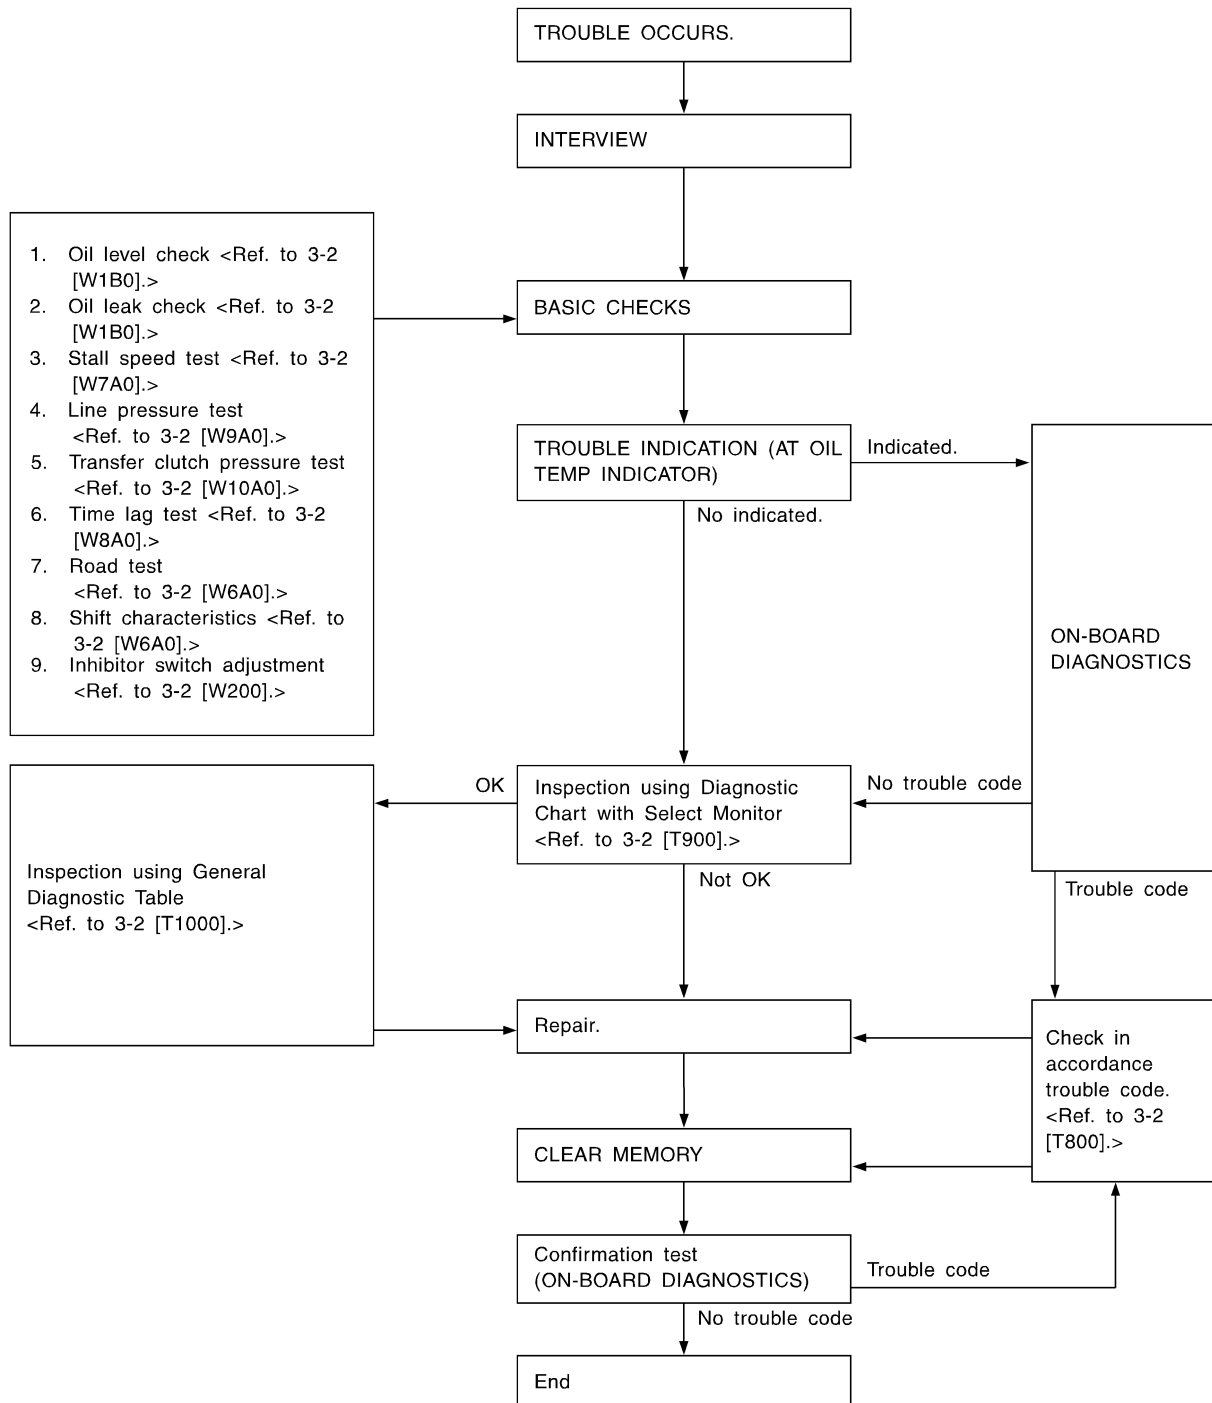 TROUBLE OCCURS.
INTERVIEW
1. Oil level check <Ref. to 3-2
[W1B0].>
2. Oil leak check <Ref. to 3-2
[W1B0].>
3. Stall speed test <Ref. to 3-2
[W7A0].>
4. Line pressure test
<Ref. to 3-2 [W9A0].>
5. Transfer clutch pressure test
<Ref. to 3-2 [W10A0].>
6. Time lag test <Ref. to 3-2
[W8A0].>
7. Road test
<Ref. to 3-2 [W6A0].>
8. Shift characteristics <Ref. to
3-2 [W6A0].>
9. Inhibitor switch adjustment
<Ref. to 3-2 [W200].>
BASIC CHECKS
TROUBLE INDICATION (AT OIL
TEMP INDICATOR)
Indicated.
No indicated.
ON-BOARD
DIAGNOSTICS
No trouble code
Inspection using Diagnostic
Chart with Select Monitor
<Ref. to 3-2 [T900].>
OK
Not OK
Inspection using General
Diagnostic Table
<Ref. to 3-2 [T1000].>
Trouble code
Repair.
Check in
accordance
trouble code.
<Ref. to 3-2
[T800].>
CLEAR MEMORY
Confirmation test
(ON-BOARD DIAGNOSTICS)
Trouble code
No trouble code
End